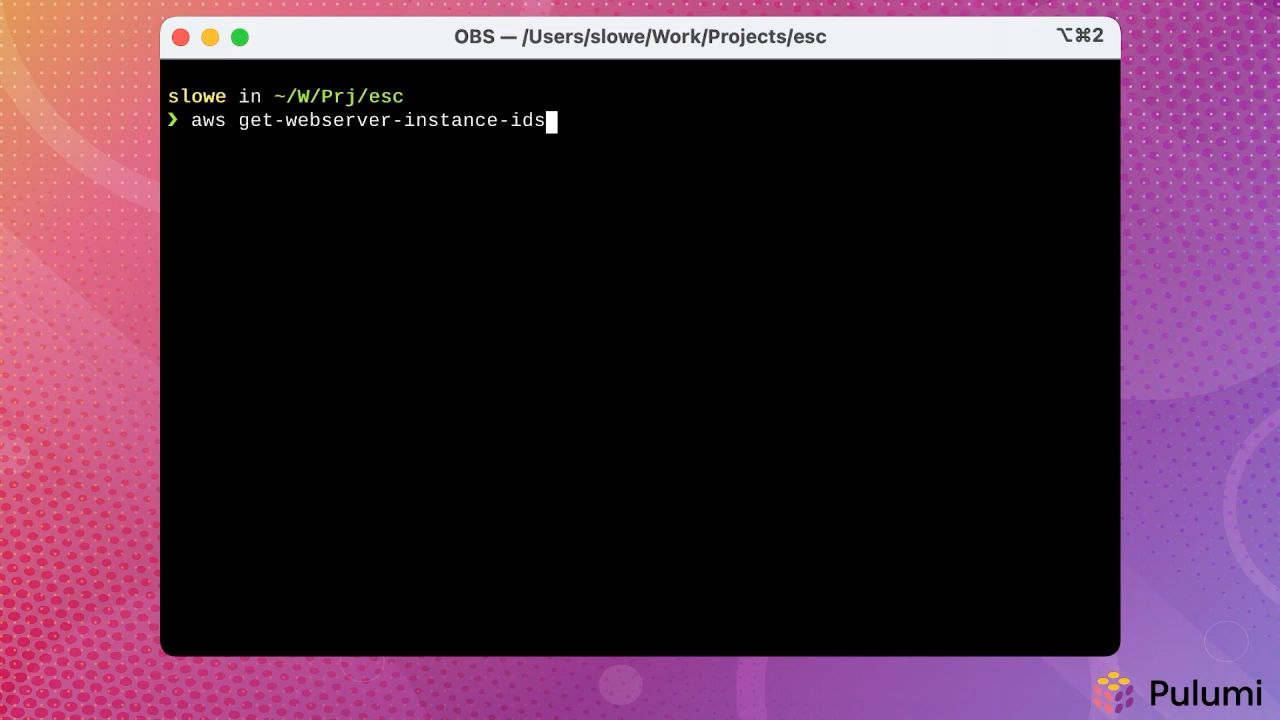 OBS — /Users/slowe/Work/Projects/esc
⌥⌘2
slowe in ~/W/Prj/esc
❯ aws get-webserver-instance-ids
Pulumi